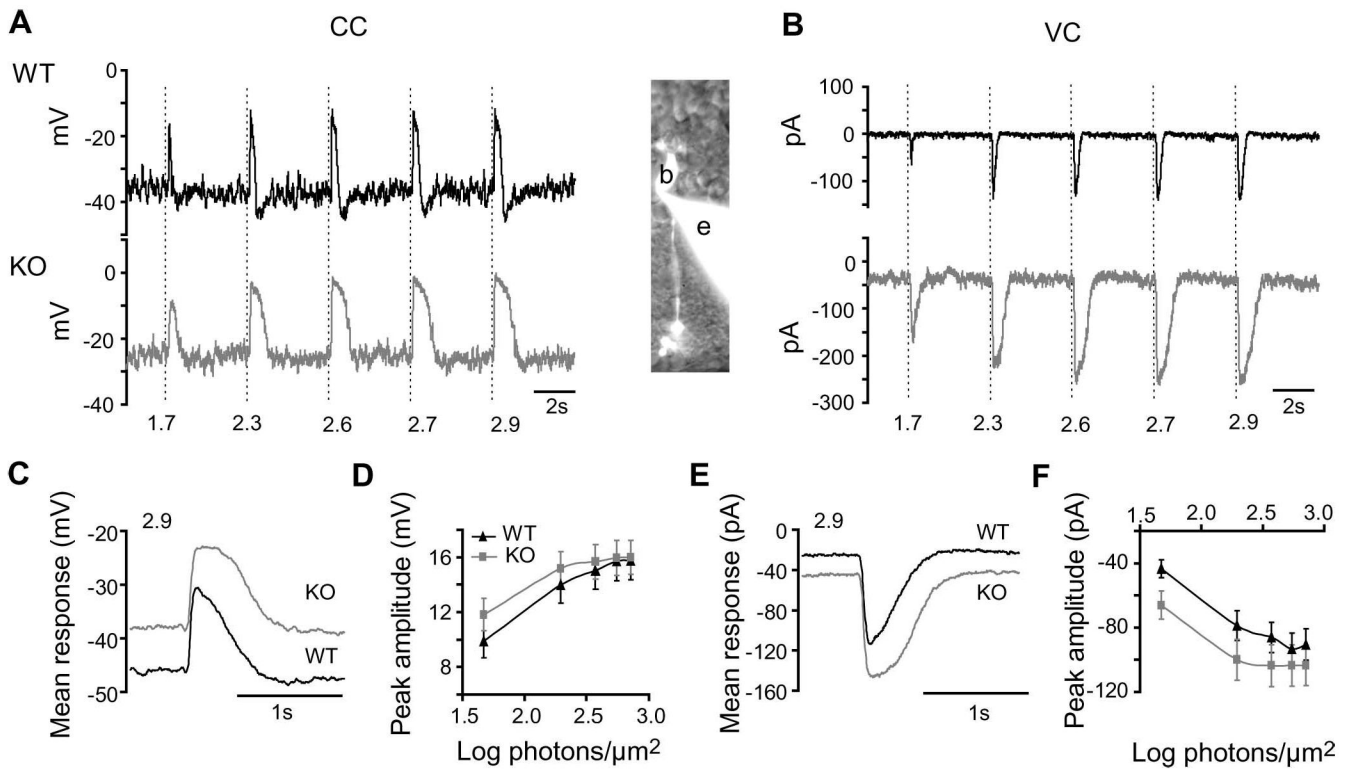 A
CC
B
VC
WT
0
-20
-40
mV
KO
0
-20
-40
mV
2s
1.7
2.3
2.6
2.7
2.9
b
e
100
0
-100
pA
0
-100
-200
-300
pA
2s
1.7
2.3
2.6
2.7
2.9
C
Mean response (mV)
-20
-30
-40
-50
2.9
KO
WT
1s
D
Peak amplitude (mV)
16
12
8
WT
KO
1.5
2.0
2.5
3.0
Log photons/µm²
E
Mean response (pA)
0
-40
-80
-120
-160
2.9
WT
KO
1s
F
Peak amplitude (pA)
1.5
2.0
2.5
3.0
-40
-80
-120
Log photons/µm²